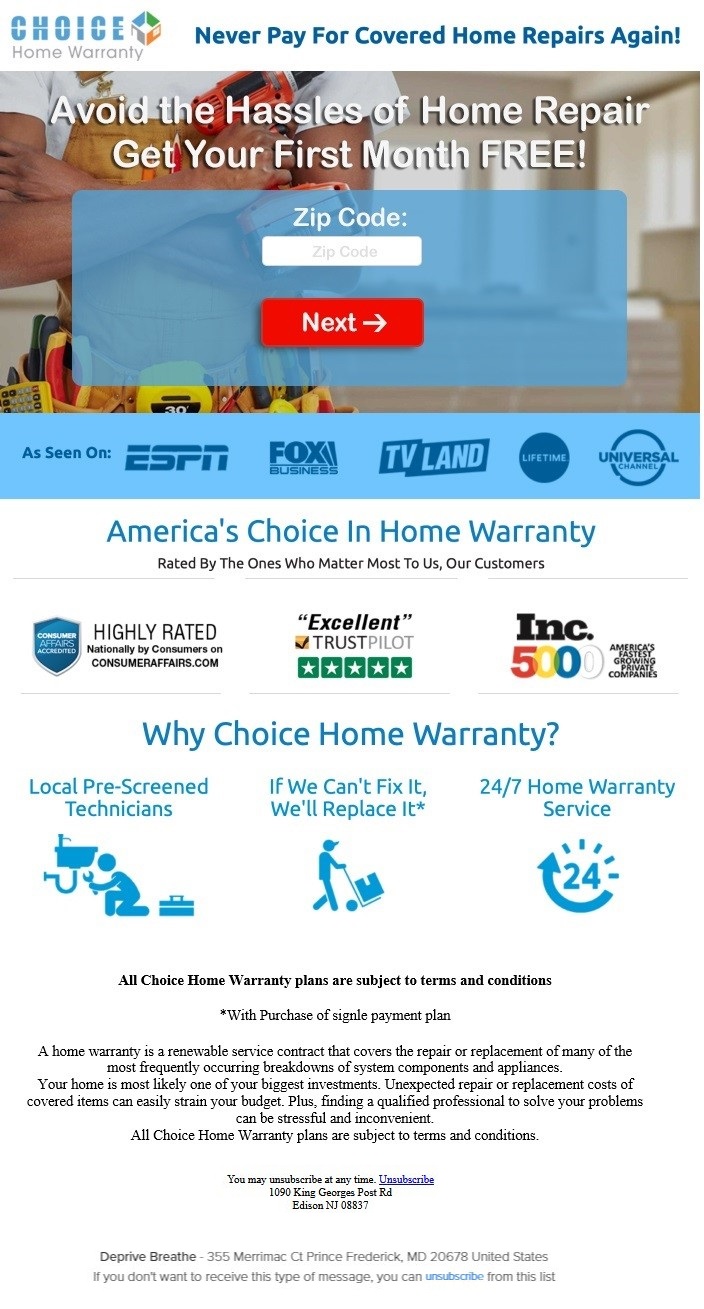 CHOICE
Home Warranty
Never Pay For Covered Home Repairs Again!
Avoid the Hassles of Home Repair
Get Your First Month FREE!
Zip Code:
Zip Code
Next →
30'
As Seen On:
ESPN
FOX
BUSINESS
TV LAND
LIFETIME
UNIVERSAL
CHANNEL
America's Choice In Home Warranty
Rated By The Ones Who Matter Most To Us, Our Customers
CONSUMER
AFFAIRS
ACCREDITED
HIGHLY RATED
Nationally by Consumers on
CONSUMERAFFAIRS.COM
“Excellent”
TRUSTPILOT
Inc.
5000
AMERICA'S
FASTEST
GROWING
PRIVATE
COMPANIES
Why Choice Home Warranty?
Local Pre-Screened
Technicians
If We Can't Fix It,
We'll Replace It*
24/7 Home Warranty
Service
24
All Choice Home Warranty plans are subject to terms and conditions
*With Purchase of signle payment plan
A home warranty is a renewable service contract that covers the repair or replacement of many of the
most frequently occurring breakdowns of system components and appliances.
Your home is most likely one of your biggest investments. Unexpected repair or replacement costs of
covered items can easily strain your budget. Plus, finding a qualified professional to solve your problems
can be stressful and inconvenient.
All Choice Home Warranty plans are subject to terms and conditions.
You may unsubscribe at any time. Unsubscribe
1090 King Georges Post Rd
Edison NJ 08837
Deprive Breathe - 355 Merrimac Ct Prince Frederick, MD 20678 United States
If you don't want to receive this type of message, you can unsubscribe from this list